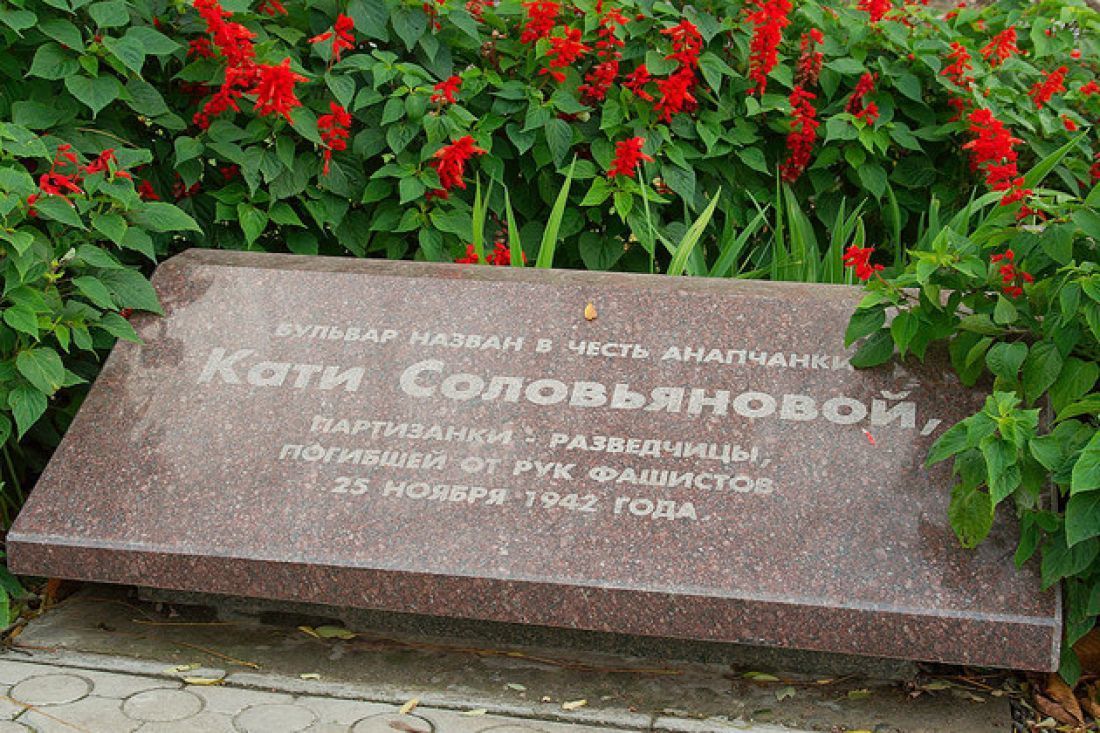 БУЛЬВАР НАЗВАН В ЧЕСТЬ АНАПЧАНКИ
Кати Соловьяновой,
ПАРТИЗАНКИ - РАЗВЕДЧИЦЫ,
ПОГИБШЕЙ ОТ РУК ФАШИСТОВ
25 НОЯБРЯ 1942 ГОДА